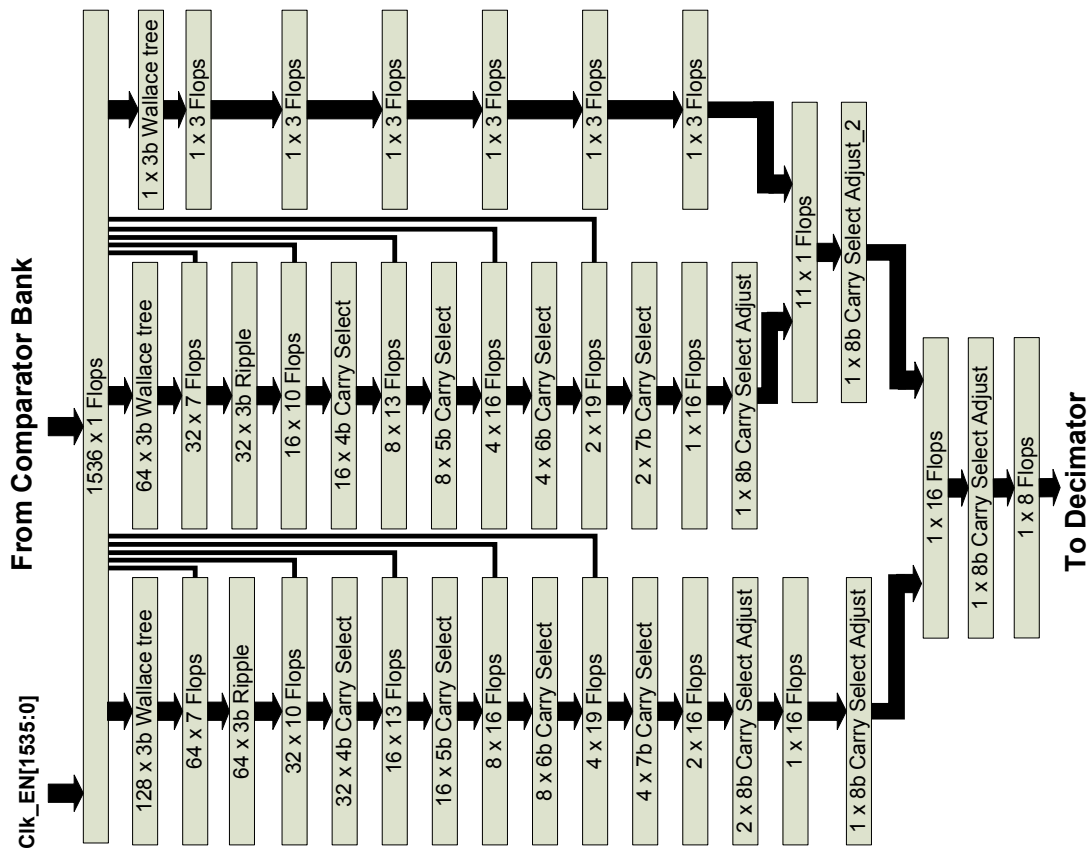 From Comparator Bank
Clk_EN[1535:0]
1536 x 1 Flops
128 x 3b Wallace tree
64 x 7 Flops
64 x 3b Ripple
32 x 10 Flops
32 x 4b Carry Select
16 x 13 Flops
16 x 5b Carry Select
8 x 16 Flops
8 x 6b Carry Select
4 x 19 Flops
4 x 7b Carry Select
2 x 16 Flops
2 x 8b Carry Select Adjust
1 x 16 Flops
1 x 8b Carry Select Adjust
64 x 3b Wallace tree
32 x 7 Flops
32 x 3b Ripple
16 x 10 Flops
16 x 4b Carry Select
8 x 13 Flops
8 x 5b Carry Select
4 x 16 Flops
4 x 6b Carry Select
2 x 19 Flops
2 x 7b Carry Select
1 x 16 Flops
1 x 8b Carry Select Adjust
1 x 3b Wallace tree
1 x 3 Flops
1 x 3 Flops
1 x 3 Flops
1 x 3 Flops
1 x 3 Flops
1 x 3 Flops
11 x 1 Flops
1 x 8b Carry Select Adjust_2
1 x 16 Flops
1 x 8b Carry Select Adjust
1 x 8 Flops
To Decimator